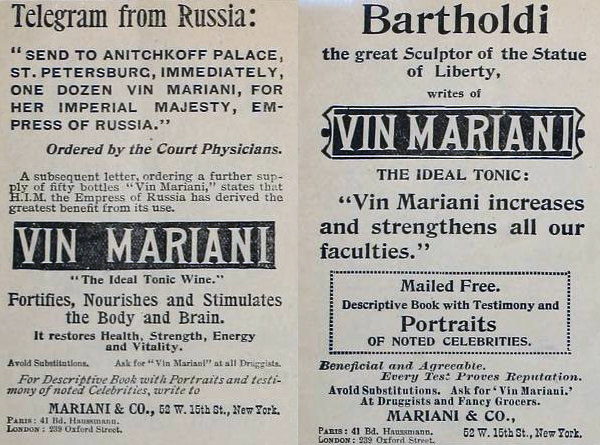 Telegram from Russia:
"SEND TO ANITCHKOFF PALACE,
ST. PETERSBURG, IMMEDIATELY,
ONE DOZEN VIN MARIANI, FOR
HER IMPERIAL MAJESTY, EM-
PRESS OF RUSSIA."
Ordered by the Court Physicians.
A subsequent letter, ordering a further sup-
ply of fifty bottles "Vin Mariani," states that
H.I.M. the Empress of Russia has derived the
greatest benefit from its use.
VIN MARIANI
"The Ideal Tonic Wine."
Fortifies, Nourishes and Stimulates
the Body and Brain.
It restores Health, Strength, Energy
and Vitality.
Avoid Substitutions. Ask for "Vin Mariani" at all Druggists.
For Descriptive Book with Portraits and testi-
mony of noted Celebrities, write to
MARIANI & CO., 52 W. 15th St., New York.
PARIS: 41 Bd. Haussmann.
LONDON: 239 Oxford Street.
Bartholdi
the great Sculptor of the Statue
of Liberty,
writes of
VIN MARIANI
THE IDEAL TONIC:
"Vin Mariani increases
and strengthens all our
faculties."
Mailed Free.
Descriptive Book with Testimony and
Portraits
OF NOTED CELEBRITIES.
Beneficial and Agreeable.
Every Test Proves Reputation.
Avoid Substitutions. Ask for 'Vin Mariani.'
At Druggists and Fancy Grocers.
MARIANI & CO.,
PARIS: 41 Bd. Haussmann. 52 W. 15th St., New York.
LONDON: 239 Oxford Street.